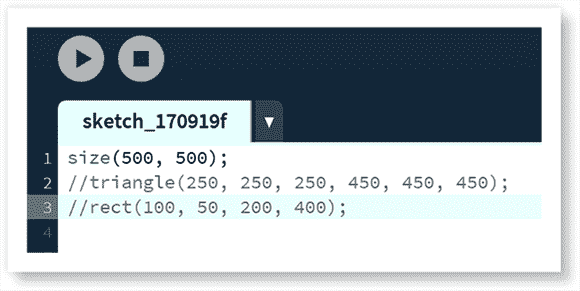 sketch_170919f
1 size(500, 500);
2 //triangle(250, 250, 250, 450, 450, 450);
3 //rect(100, 50, 200, 400);
4